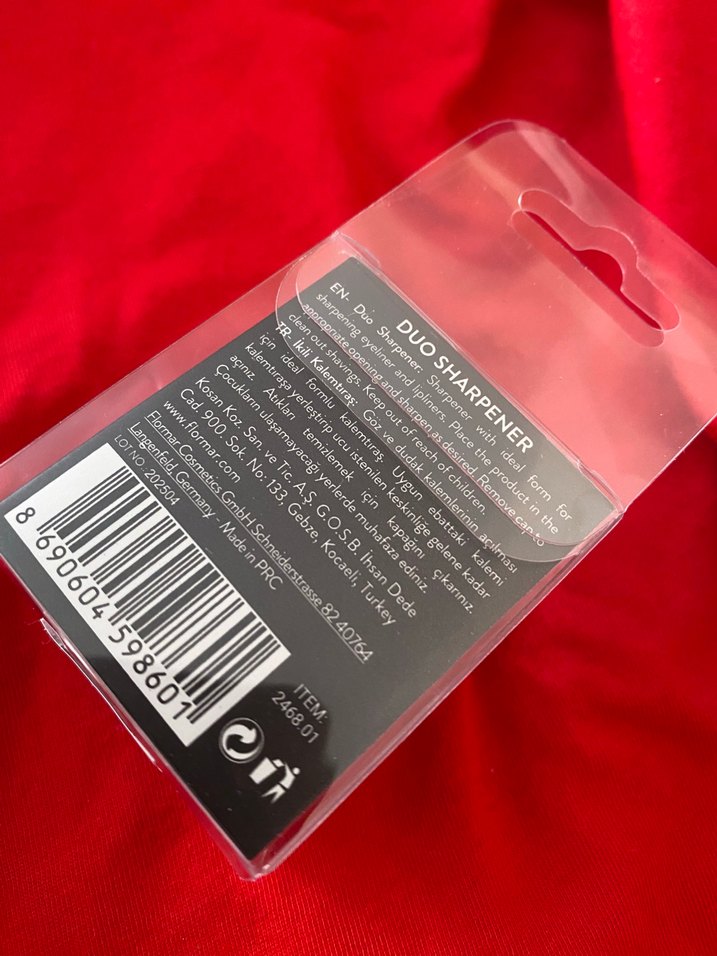 DUO SHARPENER
EN- Duo Sharpener. Sharpener with ideal form for
sharpening eyeliner and lipliners. Place the product in the
appropriate opening and sharpen as desired. Remove cap to
clean out shavings. Keep out of reach of children.
TR- İkili Kalemtıraş: Göz ve dudak kalemlerinin açılması
için ideal formlu kalemtıraş. Uygun ebattaki kalemi
kalemtıraşa yerleştirip ucu istenilen keskinliğe gelene kadar
açınız. Atıkları temizlemek için kapağını çıkarınız.
Çocukların ulaşamayacağı yerlerde muhafaza ediniz.
Kosan Koz. San. ve Tic. A.Ş. G.O.S.B. İhsan Dede
Cad. 900. Sok. No: 133 Gebze, Kocaeli, Turkey
www.flormar.com
Flormar Cosmetics GmbH Schneiderstrasse 82 40764
Langenfeld, Germany - Made in PRC
LOT NO. 202504
8 690604 598601
ITEM:
2468.01